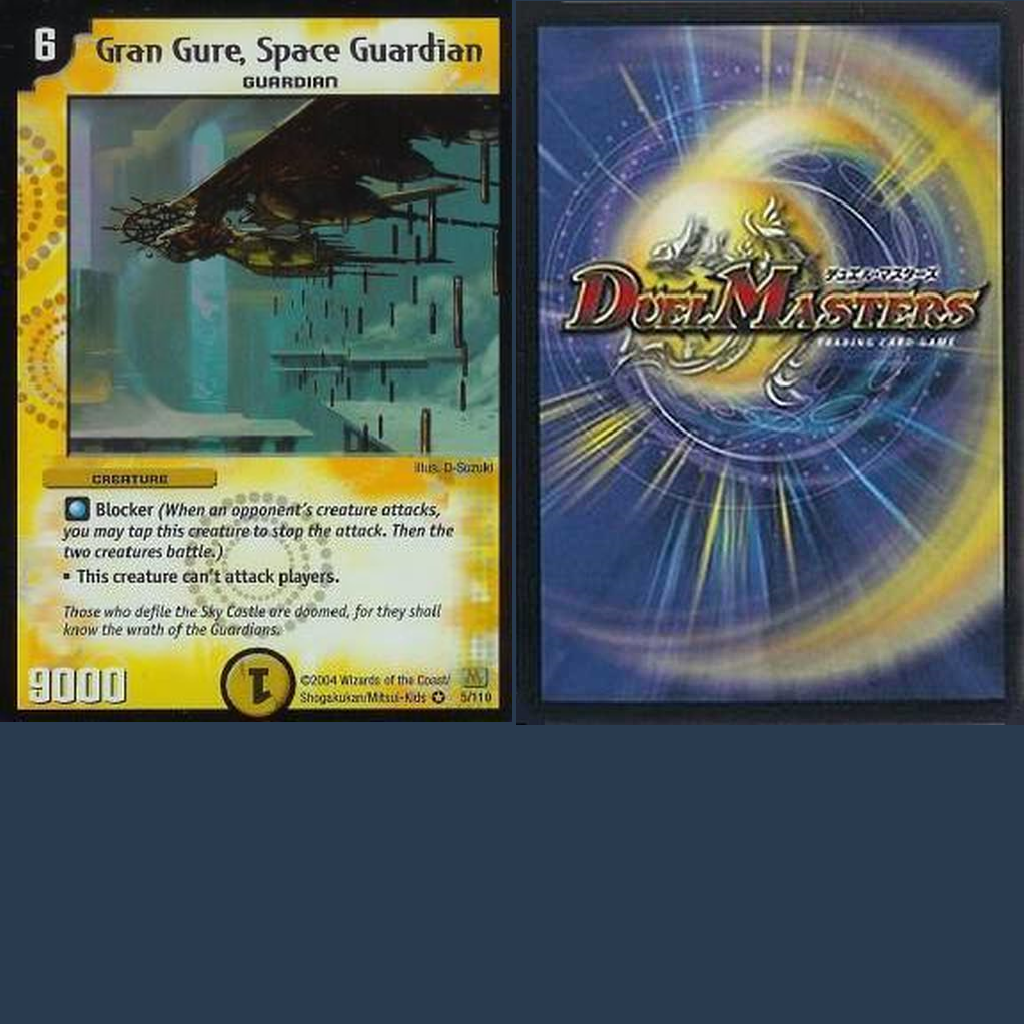 6
Gran Gure, Space Guardian
GUARDIAN
Illus. D-Suzuki
CREATURE
Blocker (When an opponent's creature attacks,
you may tap this creature to stop the attack. Then the
two creatures battle.)
▪ This creature can't attack players.
Those who defile the Sky Castle are doomed, for they shall
know the wrath of the Guardians.
9000
1
©2004 Wizards of the Coast/
Shogakukan/Mitsui-Kids ✪ 5/110
デュエル・マスターズ
DUEL MASTERS
TRADING CARD GAME